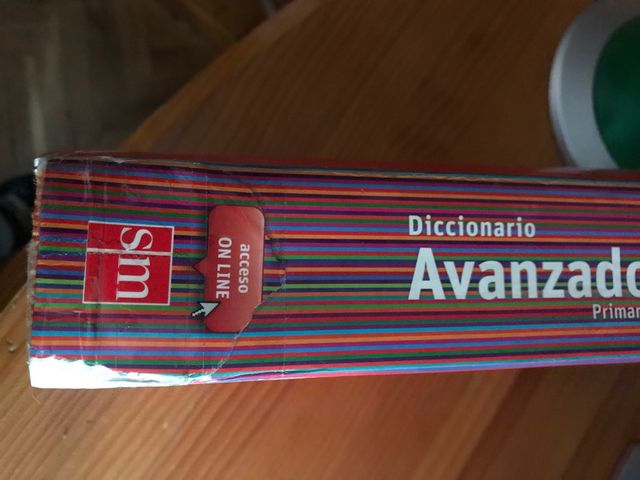 Diccionario
Avanzado
Primar
acceso
ON LINE
sm